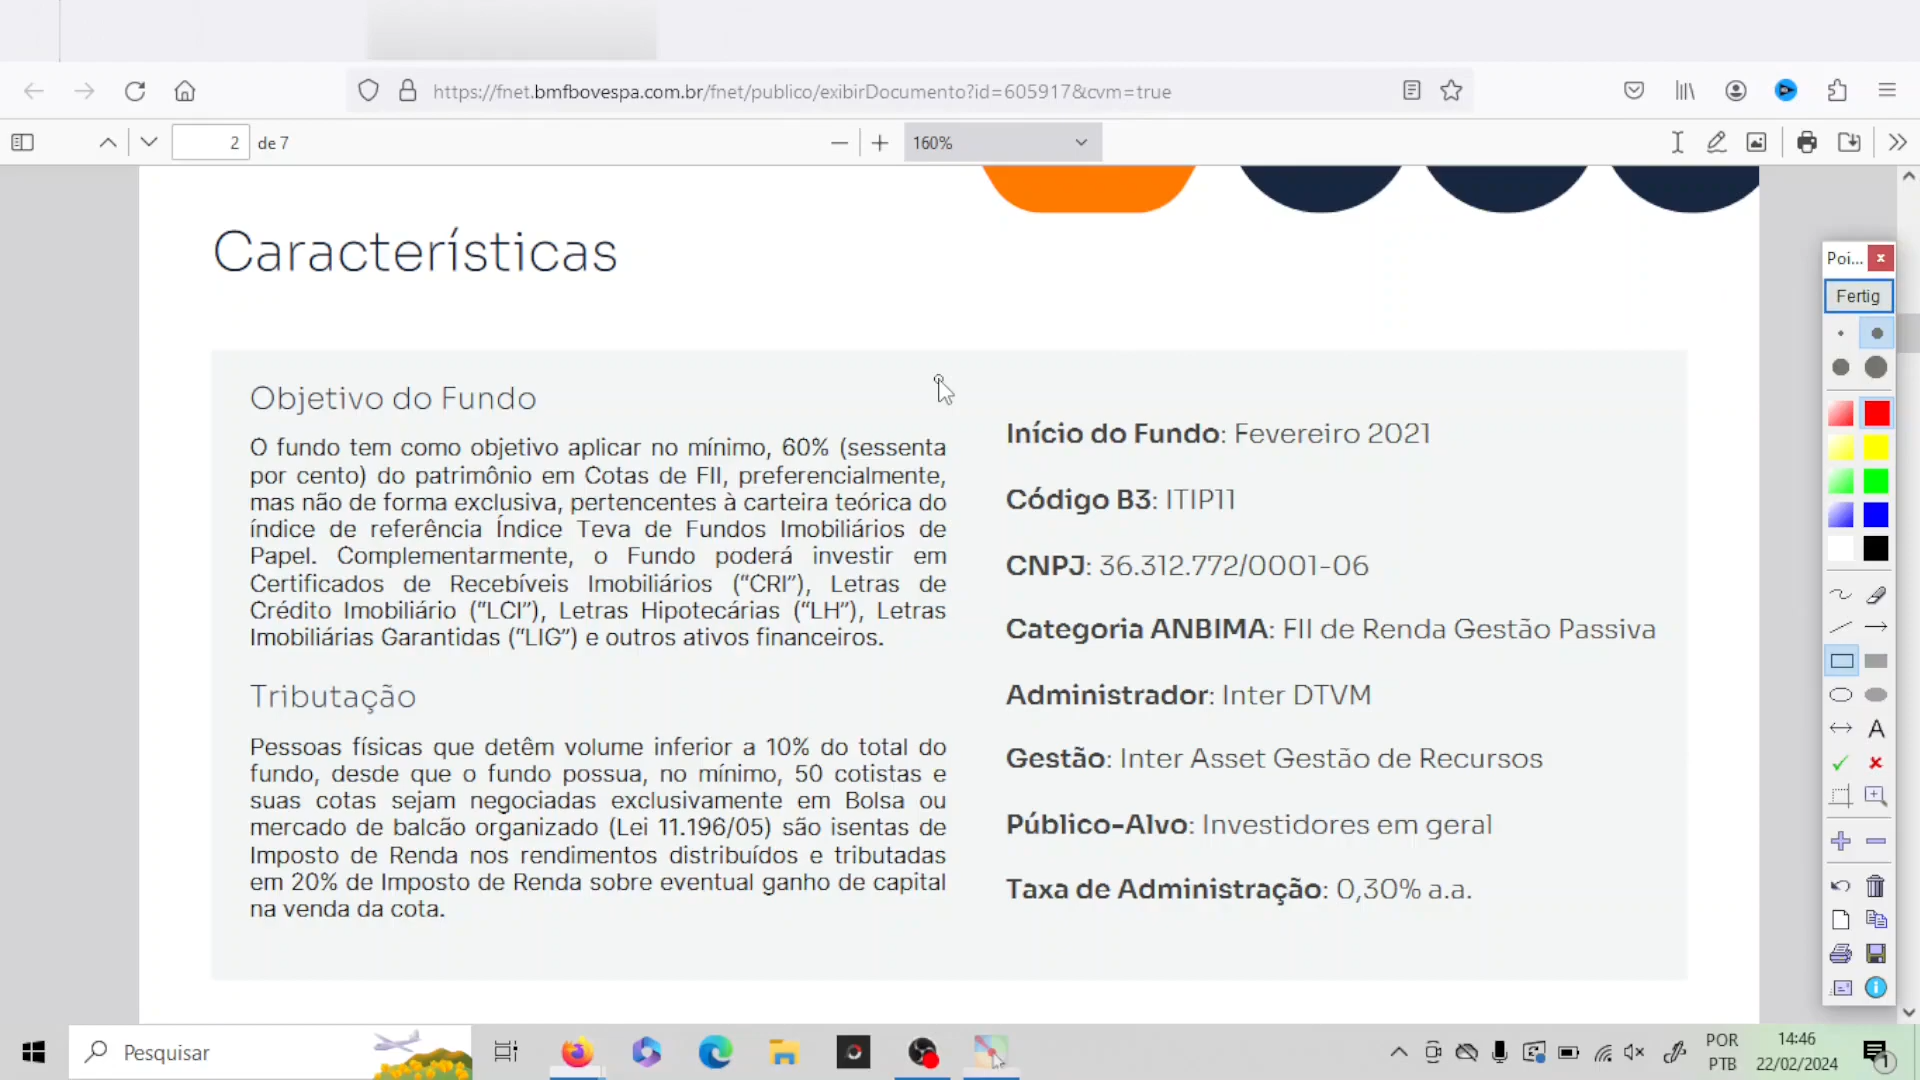 https://fnet.bmfbovespa.com.br/fnet/publico/exibirDocumento?id=605917&cvm=true
2 de 7
160%
Características
Objetivo do Fundo
O fundo tem como objetivo aplicar no mínimo, 60% (sessenta
por cento) do patrimônio em Cotas de FII, preferencialmente,
mas não de forma exclusiva, pertencentes à carteira teórica do
índice de referência Índice Teva de Fundos Imobiliários de
Papel. Complementarmente, o Fundo poderá investir em
Certificados de Recebíveis Imobiliários (“CRI”), Letras de
Crédito Imobiliário (“LCI”), Letras Hipotecárias (“LH”), Letras
Imobiliárias Garantidas (“LIG”) e outros ativos financeiros.
Tributação
Pessoas físicas que detêm volume inferior a 10% do total do
fundo, desde que o fundo possua, no mínimo, 50 cotistas e
suas cotas sejam negociadas exclusivamente em Bolsa ou
mercado de balcão organizado (Lei 11.196/05) são isentas de
Imposto de Renda nos rendimentos distribuídos e tributadas
em 20% de Imposto de Renda sobre eventual ganho de capital
na venda da cota.
Início do Fundo: Fevereiro 2021
Código B3: ITIP11
CNPJ: 36.312.772/0001-06
Categoria ANBIMA: FII de Renda Gestão Passiva
Administrador: Inter DTVM
Gestão: Inter Asset Gestão de Recursos
Público-Alvo: Investidores em geral
Taxa de Administração: 0,30% a.a.
Poi...
Fertig
A
Pesquisar
POR
PTB
14:46
22/02/2024
1